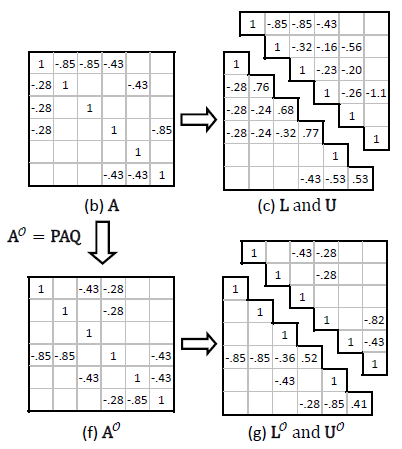 1 -.85 -.85 -.43
1 -.32 -.16 -.56
1 -.85 -.85 -.43 1 1 -.23 -.20
-.28 1 -.43 -.28 .76 1 -.26 -1.1
-.28 1 -.28 -.24 .68 1
-.28 1 -.85 -.28 -.24 -.32 .77 1
1 1
-.43 -.43 1 -.43 -.53 .53
(b) A (c) L and U
A^𝒪 = PAQ
1 -.43 -.28
1 -.28
1 -.43 -.28 1 1
1 -.28 1 1 -.82
1 1 1 -.43
-.85 -.85 1 -.43 -.85 -.85 -.36 .52 1
-.43 1 -.43 -.43 1
-.28 -.85 1 -.28 -.85 .41
(f) A^𝒪 (g) L^𝒪 and U^𝒪